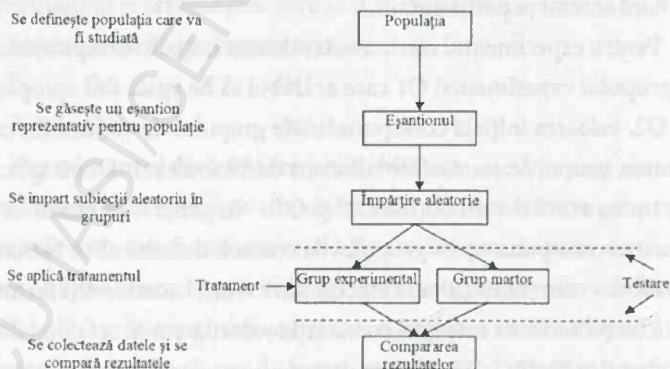 Se definește populația care va
fi studiată
Populația
Se găsește un eșantion
reprezentativ pentru populație
Eșantionul
Se împart subiecții aleatoriu în
grupuri
Împărțire aleatorie
Se aplică tratamentul
Tratament
Grup experimental
Grup martor
Testare
Se colectează datele și se
compară rezultatele
Compararea
rezultatelor